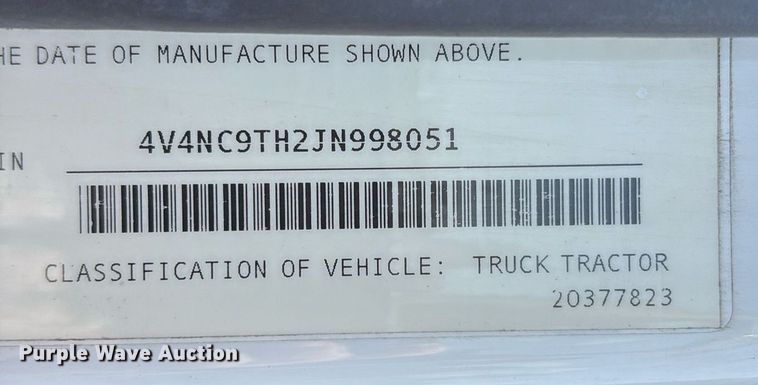 HE DATE OF MANUFACTURE SHOWN ABOVE.
IN 4V4NC9TH2JN998051
CLASSIFICATION OF VEHICLE: TRUCK TRACTOR
20377823
Purple Wave Auction